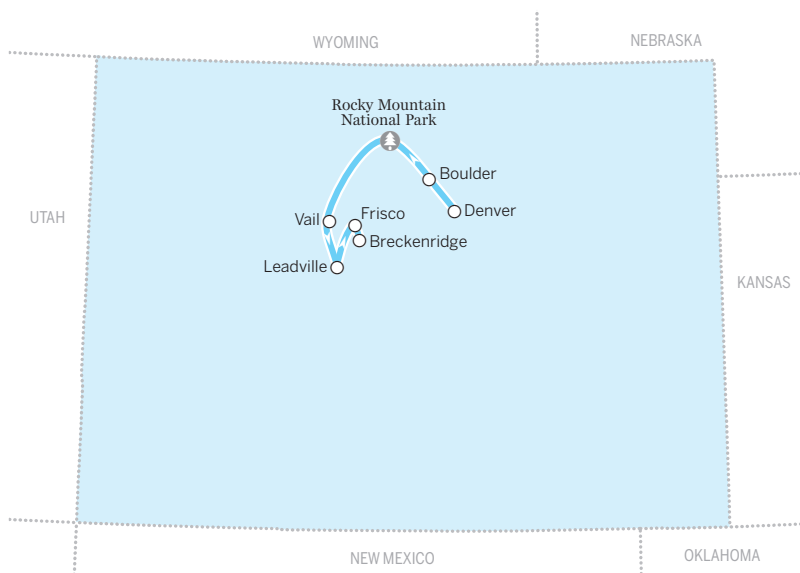 WYOMING
NEBRASKA
Rocky Mountain
National Park
Boulder
Denver
UTAH
Vail
Frisco
Breckenridge
Leadville
KANSAS
NEW MEXICO
OKLAHOMA